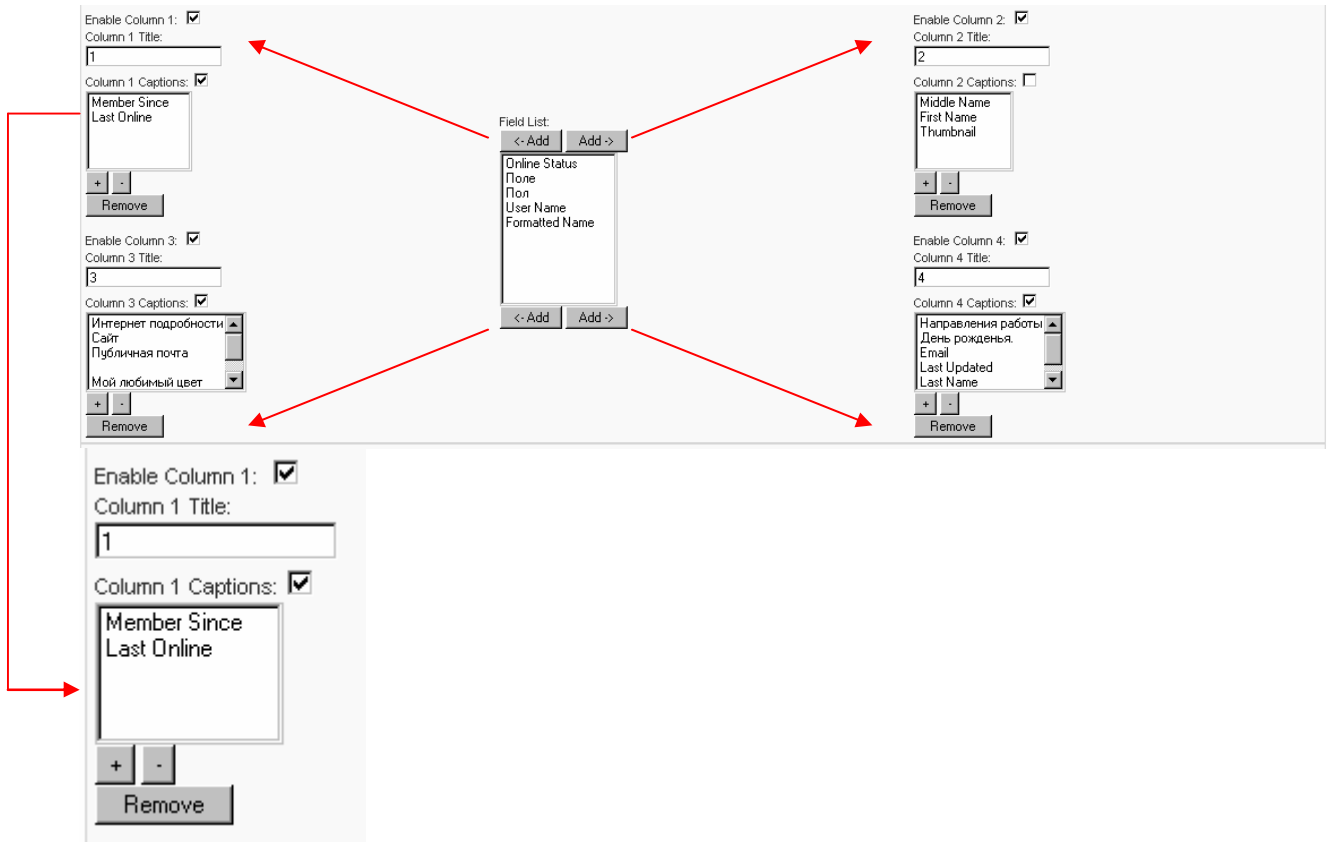 Enable Column 1:
Column 1 Title:
1
Column 1 Captions:
Member Since
Last Online
+ -
Remove
Enable Column 2:
Column 2 Title:
2
Column 2 Captions:
Middle Name
First Name
Thumbnail
+ -
Remove
Field List:
<- Add Add ->
Online Status
Поле
Пол
User Name
Formatted Name
<- Add Add ->
Enable Column 3:
Column 3 Title:
3
Column 3 Captions:
Интернет подробности
Сайт
Публичная почта
Мой любимый цвет
+ -
Remove
Enable Column 4:
Column 4 Title:
4
Column 4 Captions:
Направления работы
День рожденья.
Email
Last Updated
Last Name
+ -
Remove
Enable Column 1:
Column 1 Title:
1
Column 1 Captions:
Member Since
Last Online
+ -
Remove